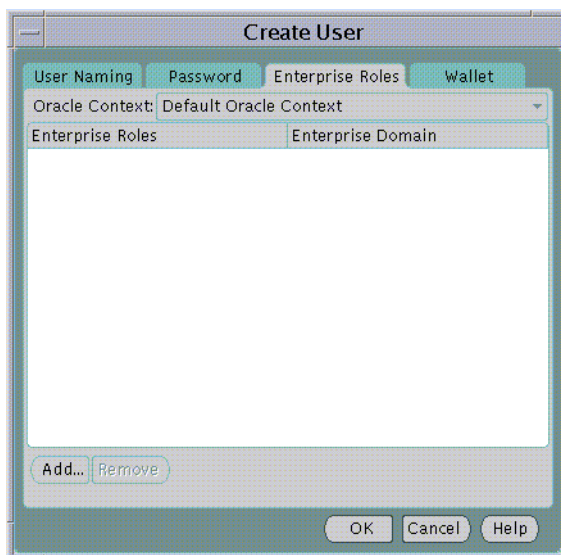 Create User
User Naming Password Enterprise Roles Wallet
Oracle Context: Default Oracle Context
Enterprise Roles Enterprise Domain
Add... Remove
OK Cancel Help